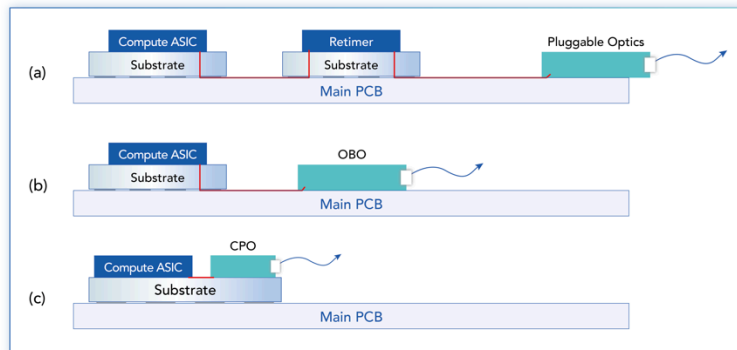 (a)
Compute ASIC
Retimer
Pluggable Optics
Substrate
Substrate
Main PCB
(b)
Compute ASIC
OBO
Substrate
Main PCB
(c)
CPO
Compute ASIC
Substrate
Main PCB